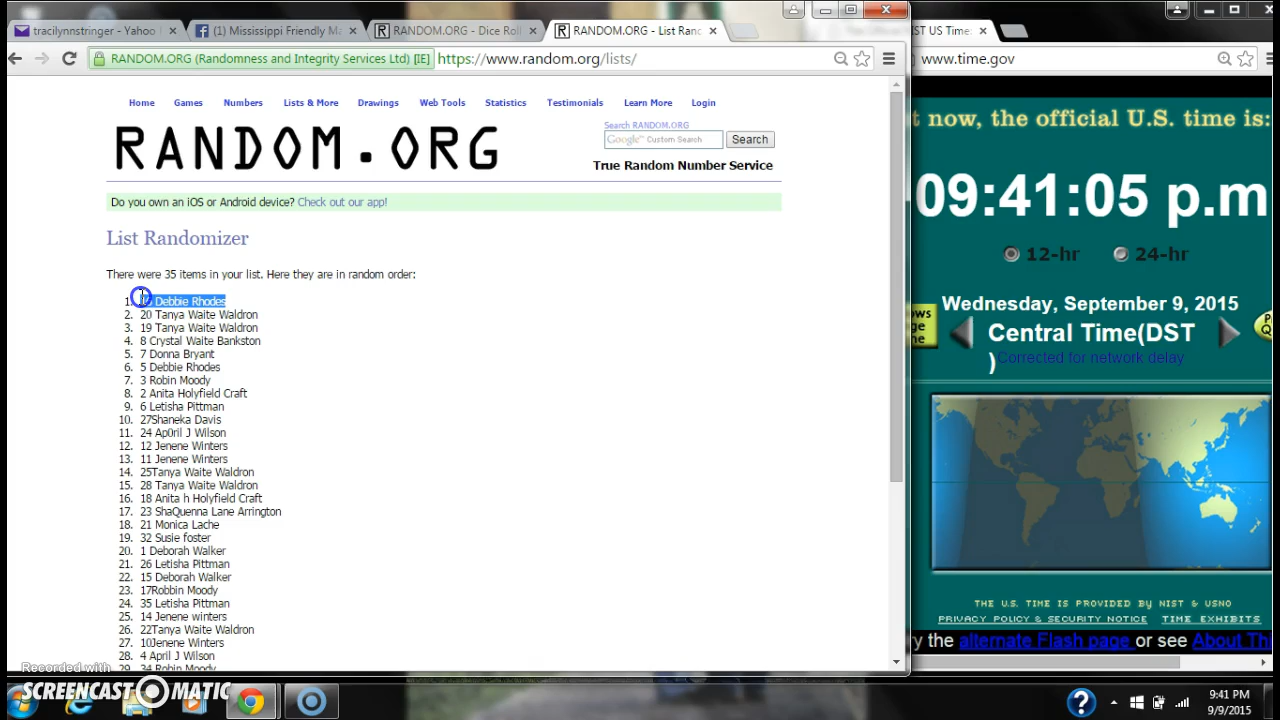 tracilynnstringer - Yahoo
(1) Mississippi Friendly Ma
RANDOM.ORG - Dice Roll
RANDOM.ORG - List Ran
IST US Time
RANDOM.ORG (Randomness and Integrity Services Ltd) [IE] https://www.random.org/lists/
www.time.gov
Home Games Numbers Lists & More Drawings Web Tools Statistics Testimonials Learn More Login
RANDOM.ORG
Search RANDOM.ORG
Google Custom Search
Search
True Random Number Service
Do you own an iOS or Android device? Check out our app!
List Randomizer
There were 35 items in your list. Here they are in random order:
1. Debbie Rhodes
2. 20 Tanya Waite Waldron
3. 19 Tanya Waite Waldron
4. 8 Crystal Waite Bankston
5. 7 Donna Bryant
6. 5 Debbie Rhodes
7. 3 Robin Moody
8. 2 Anita Holyfield Craft
9. 6 Letisha Pittman
10. 27Shaneka Davis
11. 24 Ap0ril J Wilson
12. 12 Jenene Winters
13. 11 Jenene Winters
14. 25Tanya Waite Waldron
15. 28 Tanya Waite Waldron
16. 18 Anita h Holyfield Craft
17. 23 ShaQuenna Lane Arrington
18. 21 Monica Lache
19. 32 Susie foster
20. 1 Deborah Walker
21. 26 Letisha Pittman
22. 15 Deborah Walker
23. 17Robbin Moody
24. 35 Letisha Pittman
25. 14 Jenene winters
26. 22Tanya Waite Waldron
27. 10Jenene Winters
28. 4 April J Wilson
29. 34 Robin Moody
t now, the official U.S. time is:
09:41:05 p.m
12-hr 24-hr
Wednesday, September 9, 2015
Central Time(DST
)
Corrected for network delay
ows
ge
me
THE U.S. TIME IS PROVIDED BY NIST & USNO
PRIVACY POLICY & SECURITY NOTICE TIME EXHIBITS
ry the alternate Flash page or see About Thi
Recorded with
SCREENCAST O MATIC
9:41 PM
9/9/2015